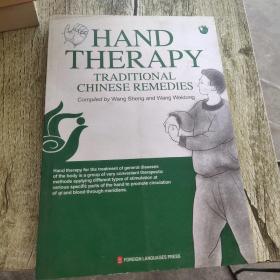 HAND
THERAPY
TRADITIONAL
CHINESE REMEDIES
Compiled by Wang Sheng and Wang Weidong
Hand therapy for the treatment of general diseases
of the body is a group of very convenient therapeutic
methods applying different types of stimulation at
various specific parts of the hand to promote circulation
of qi and blood through meridians.
FOREIGN LANGUAGES PRESS